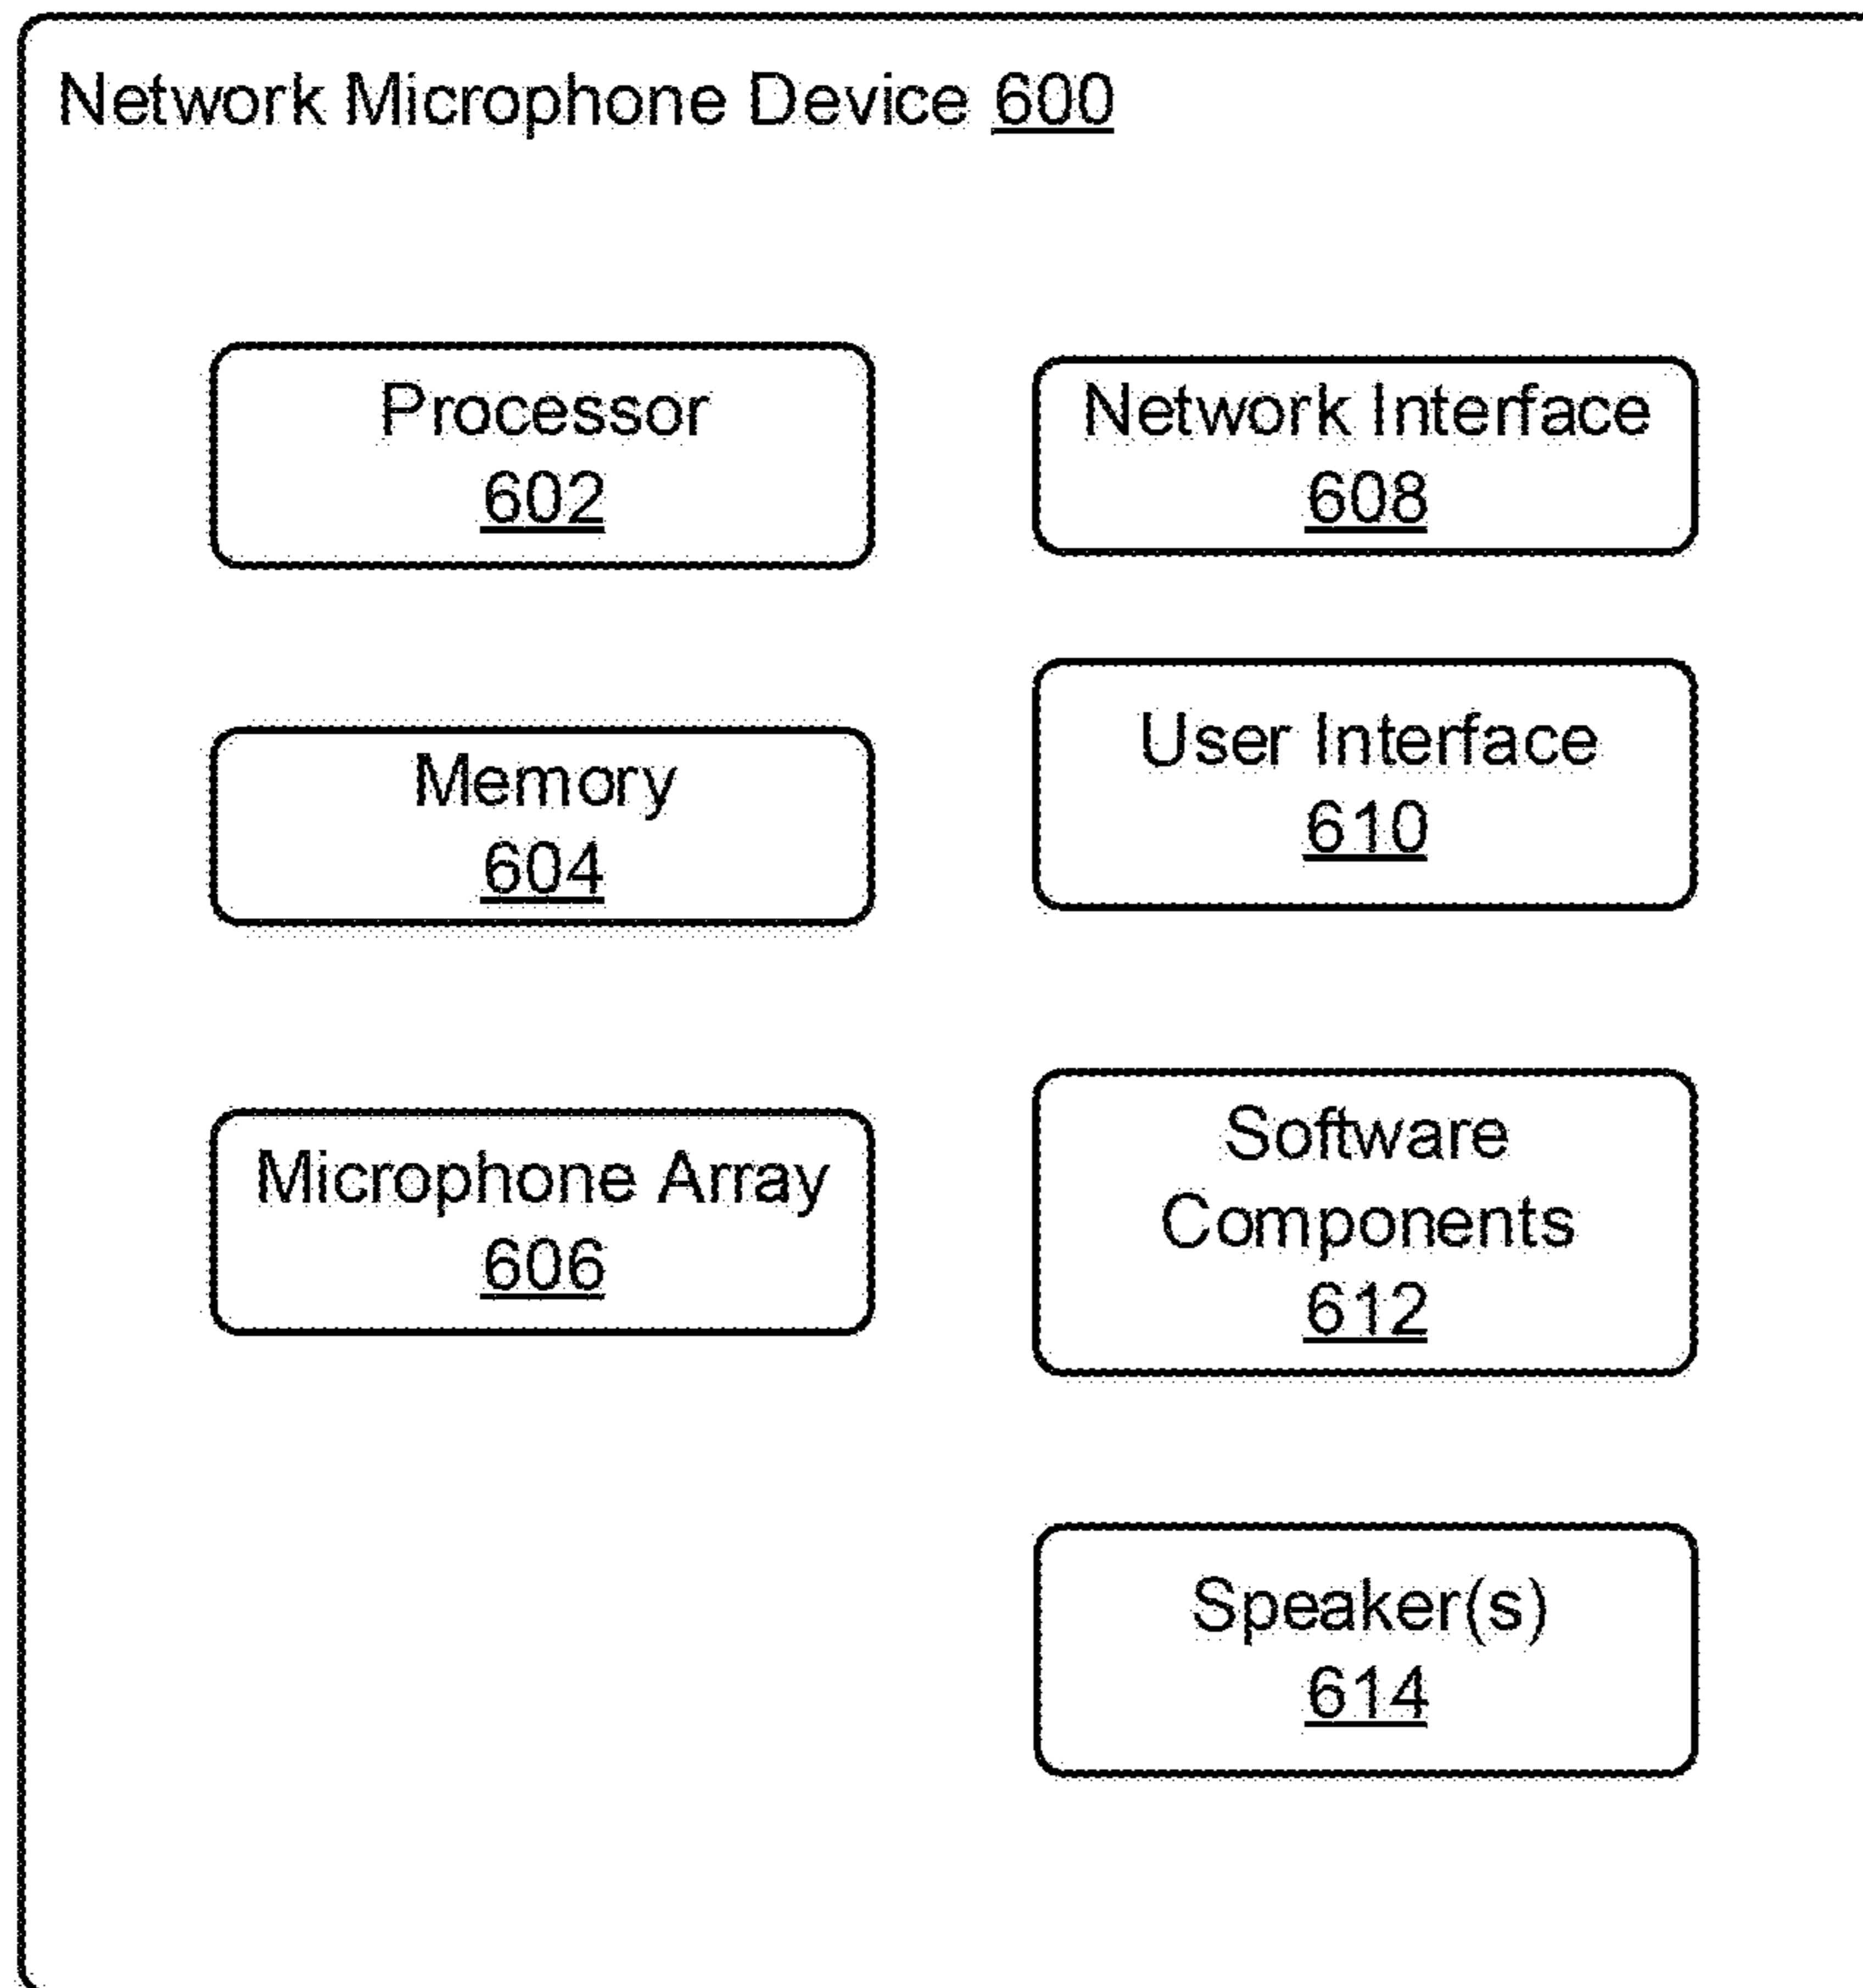 Network Microphone Device 600
Processor
602
Network Interface
608
Memory
604
User Interface
610
Microphone Array
606
Software
Components
612
Speaker(s)
614